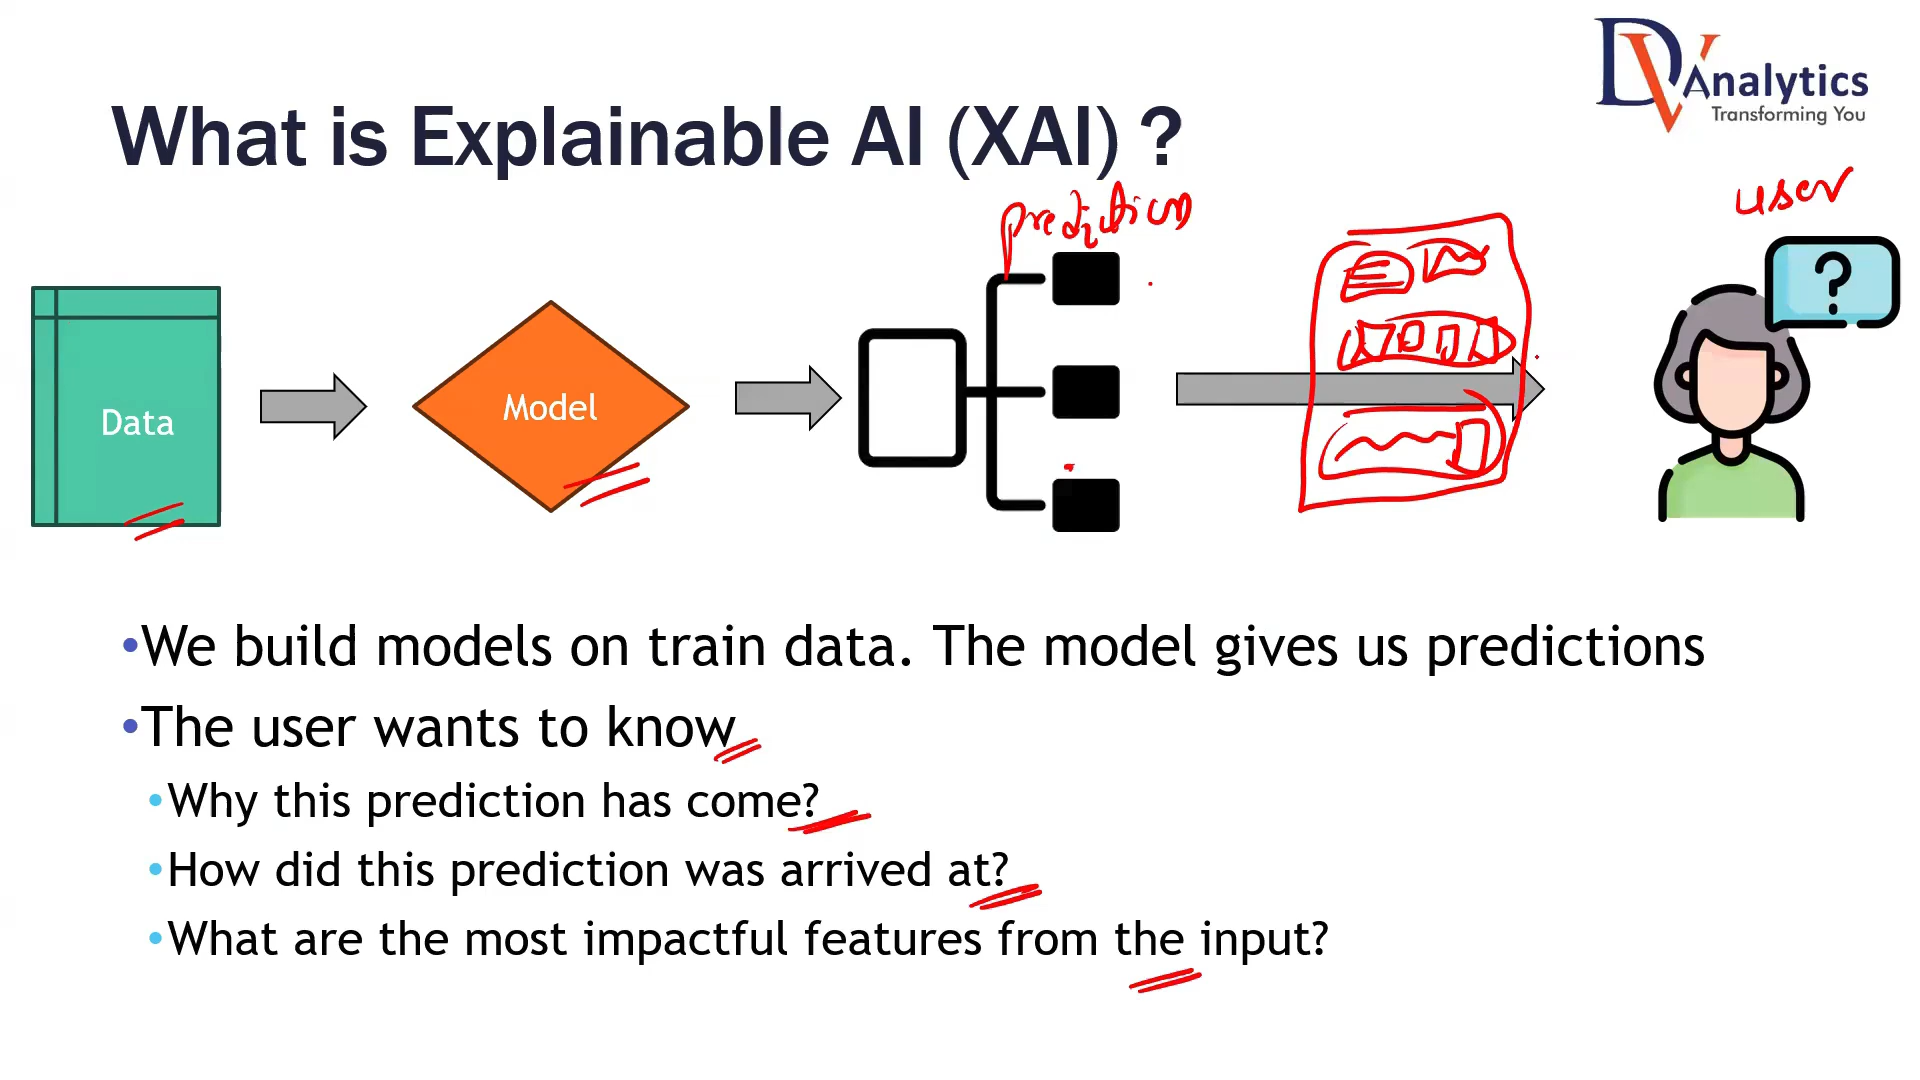 DV Analytics
Transforming You
What is Explainable AI (XAI) ?
prediction
user
?
Data
Model
•We build models on train data. The model gives us predictions
•The user wants to know
•Why this prediction has come?
•How did this prediction was arrived at?
•What are the most impactful features from the input?